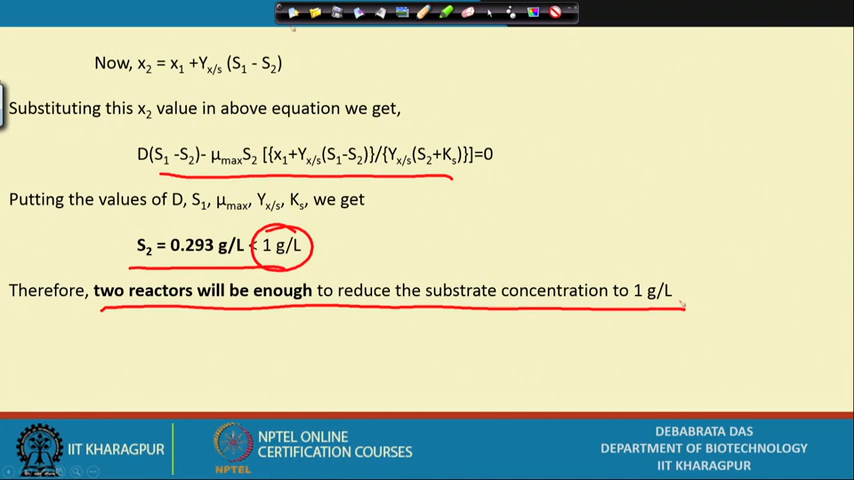 Now, x₂ = x₁ +Yₓ/ₛ (S₁ - S₂)
Substituting this x₂ value in above equation we get,
D(S₁ -S₂)- µₘₐₓS₂ [{x₁+Yₓ/ₛ(S₁-S₂)}/{Yₓ/ₛ(S₂+Kₛ)}]=0
Putting the values of D, S₁, µₘₐₓ, Yₓ/ₛ, Kₛ, we get
S₂ = 0.293 g/L < 1 g/L
Therefore, two reactors will be enough to reduce the substrate concentration to 1 g/L
IIT KHARAGPUR
NPTEL
NPTEL ONLINE
CERTIFICATION COURSES
DEBABRATA DAS
DEPARTMENT OF BIOTECHNOLOGY
IIT KHARAGPUR